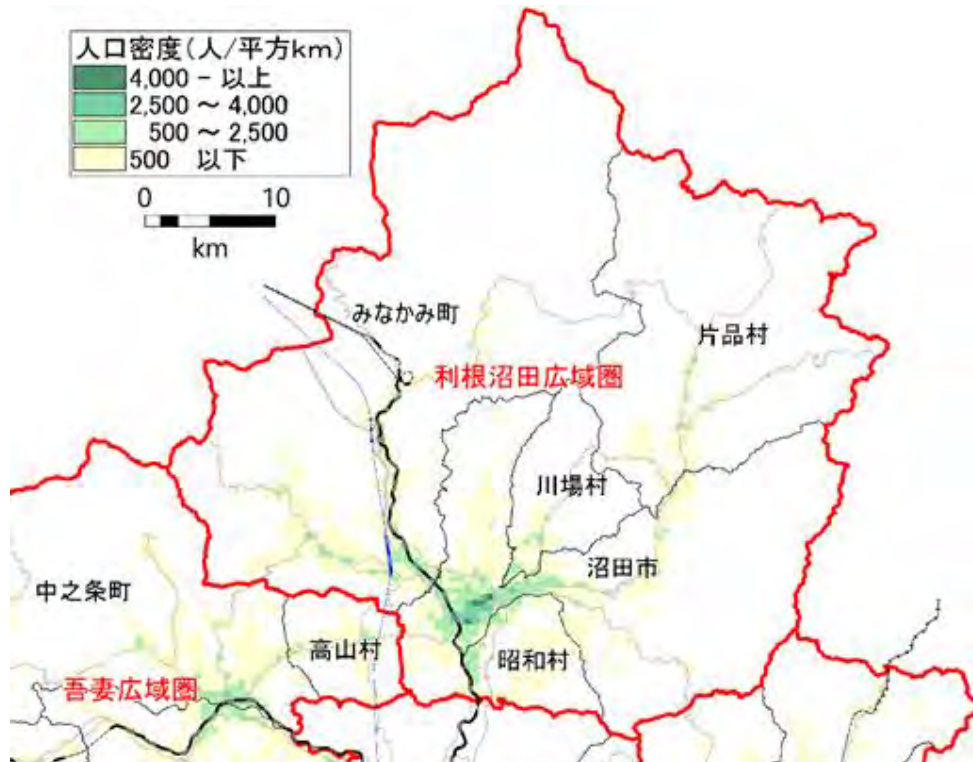 人口密度(人/平方km)
4,000 - 以上
2,500 ～ 4,000
500 ～ 2,500
500 以下
0 10
km
みなかみ町
片品村
利根沼田広域圏
川場村
沼田市
中之条町
高山村
昭和村
吾妻広域圏